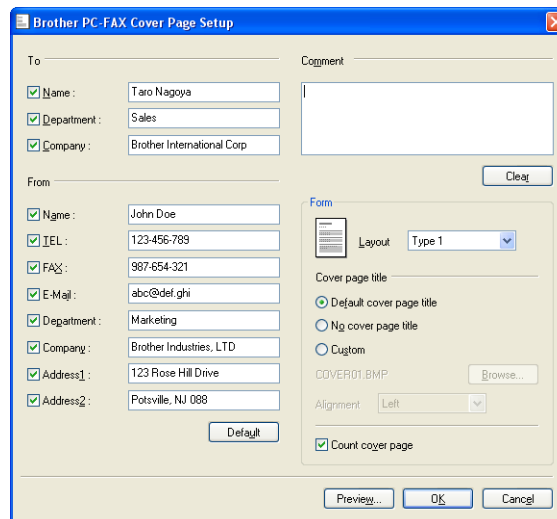 Brother PC-FAX Cover Page Setup
To
Name : Taro Nagoya
Department : Sales
Company : Brother International Corp
From
Name : John Doe
TEL : 123-456-789
FAX : 987-654-321
E-Mail : abc@def.ghi
Department : Marketing
Company : Brother Industries, LTD
Address1 : 123 Rose Hill Drive
Address2 : Potsville, NJ 088
Default
Comment
Clear
Form
Layout Type 1
Cover page title
Default cover page title
No cover page title
Custom
COVER01.BMP Browse...
Alignment Left
Count cover page
Preview... OK Cancel